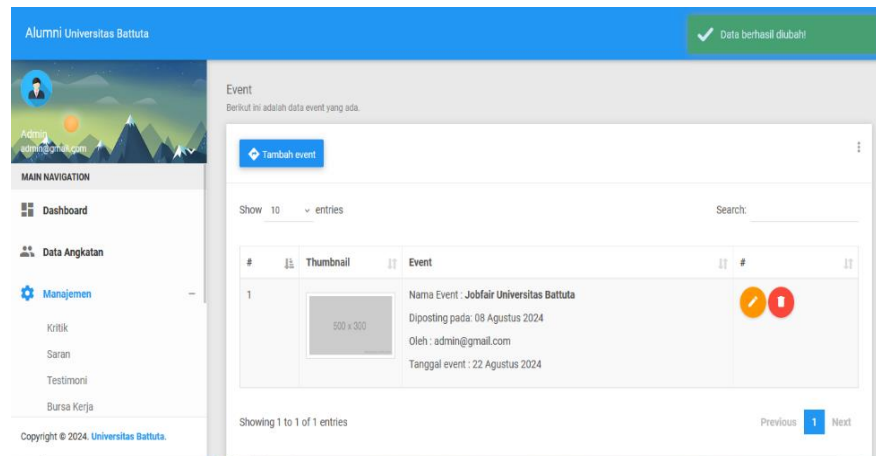 Alumni Universitas Battuta
Data berhasil diubah!
Admin
admin@gmail.com
MAIN NAVIGATION
Dashboard
Data Angkatan
Manajemen
Kritik
Saran
Testimoni
Bursa Kerja
Copyright © 2024. Universitas Battuta.
Event
Berikut ini adalah data event yang ada.
Tambah event
Show 10 entries
Search:
# Thumbnail Event #
1
500 x 300
Nama Event : Jobfair Universitas Battuta
Diposting pada: 08 Agustus 2024
Oleh : admin@gmail.com
Tanggal event : 22 Agustus 2024
Showing 1 to 1 of 1 entries
Previous 1 Next